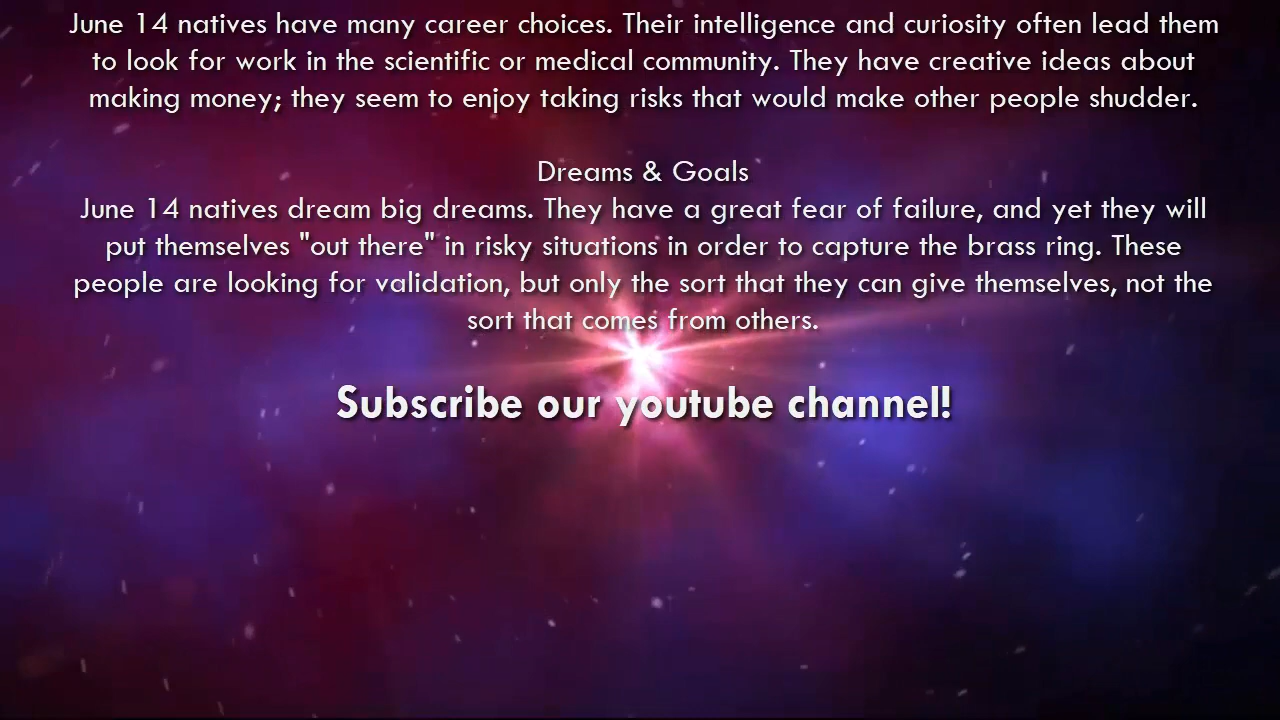 June 14 natives have many career choices. Their intelligence and curiosity often lead them
to look for work in the scientific or medical community. They have creative ideas about
making money; they seem to enjoy taking risks that would make other people shudder.
Dreams & Goals
June 14 natives dream big dreams. They have a great fear of failure, and yet they will
put themselves "out there" in risky situations in order to capture the brass ring. These
people are looking for validation, but only the sort that they can give themselves, not the
sort that comes from others.
Subscribe our youtube channel!